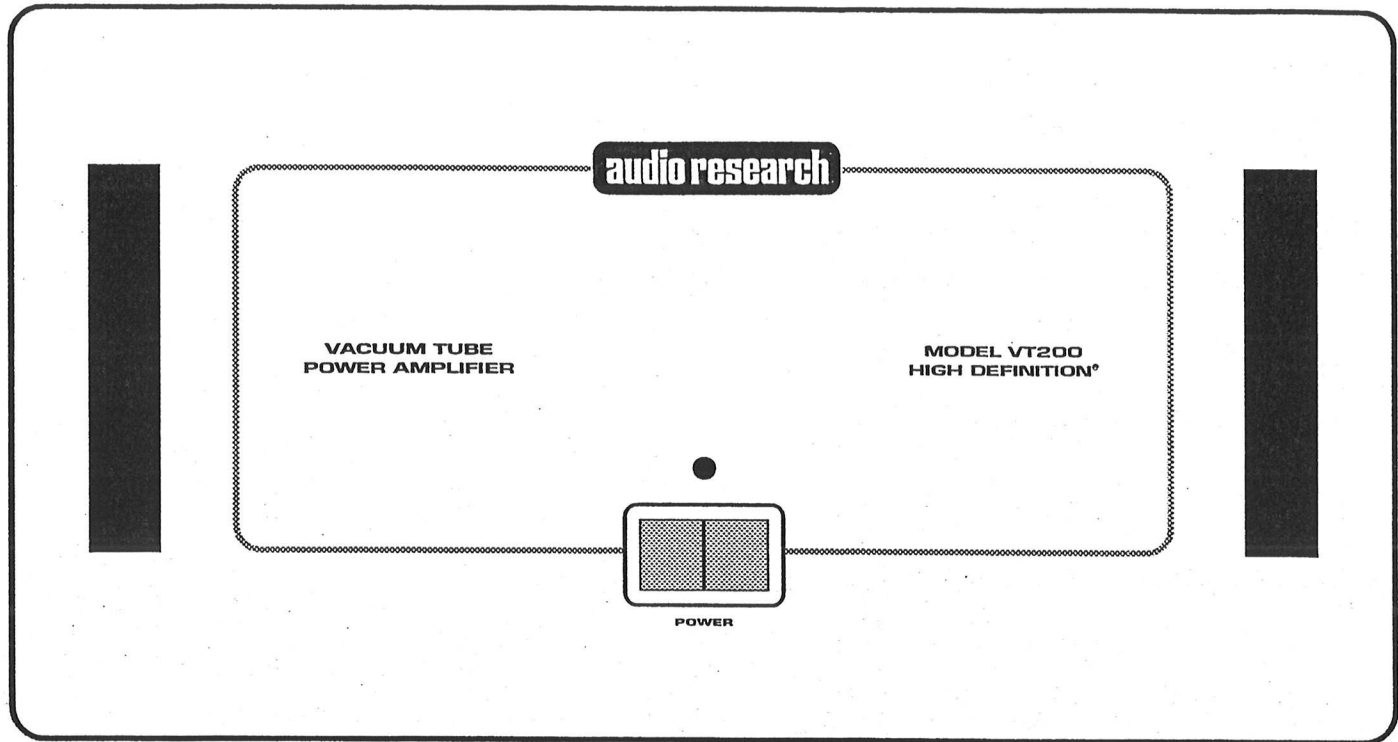 audio research
VACUUM TUBE
POWER AMPLIFIER
MODEL VT200
HIGH DEFINITION®
POWER